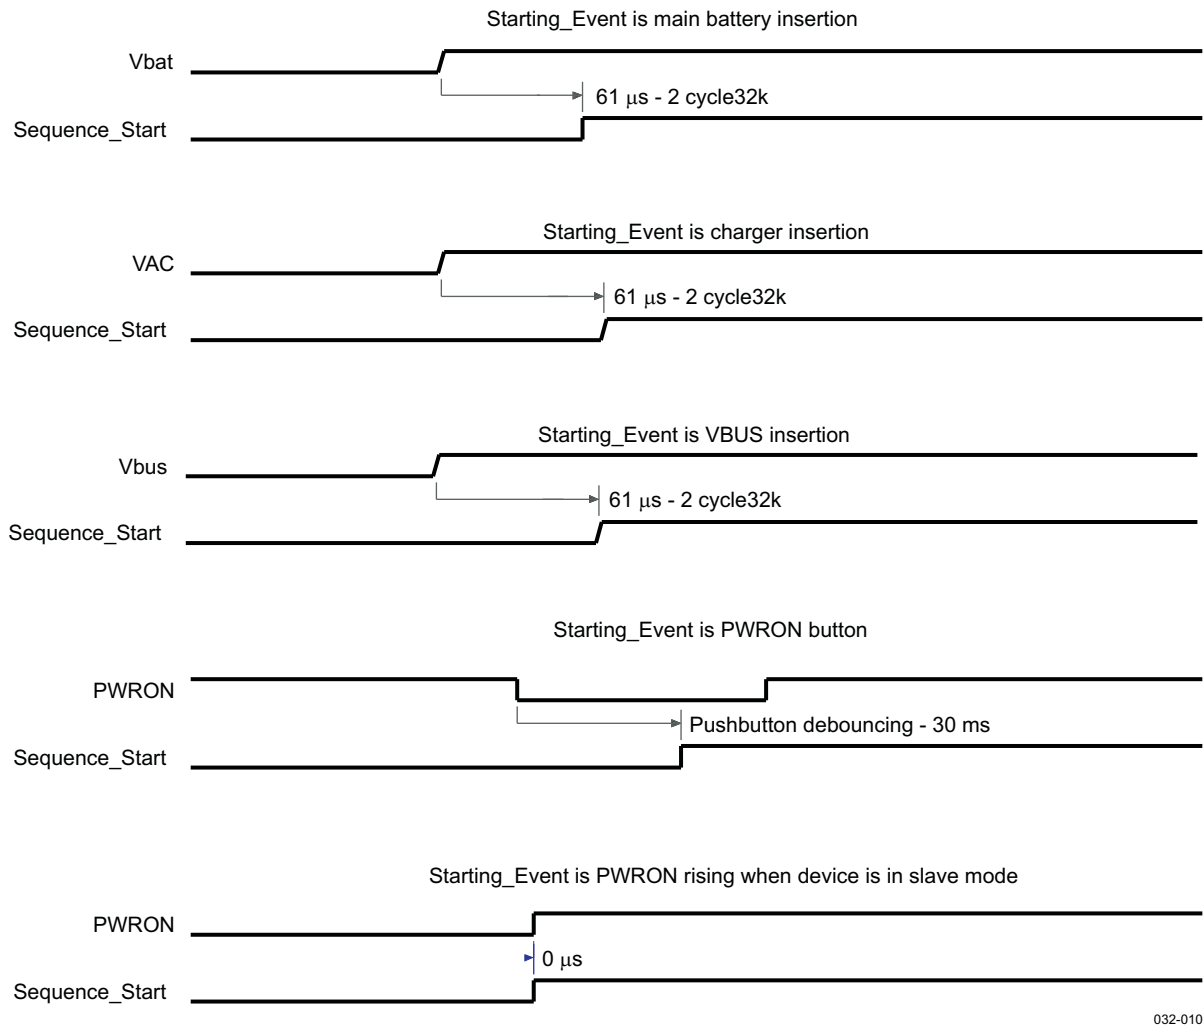 Starting_Event is main battery insertion
Vbat
61 μs - 2 cycle32k
Sequence_Start
Starting_Event is charger insertion
VAC
61 μs - 2 cycle32k
Sequence_Start
Starting_Event is VBUS insertion
Vbus
61 μs - 2 cycle32k
Sequence_Start
Starting_Event is PWRON button
PWRON
Pushbutton debouncing - 30 ms
Sequence_Start
Starting_Event is PWRON rising when device is in slave mode
PWRON
0 μs
Sequence_Start
032-010